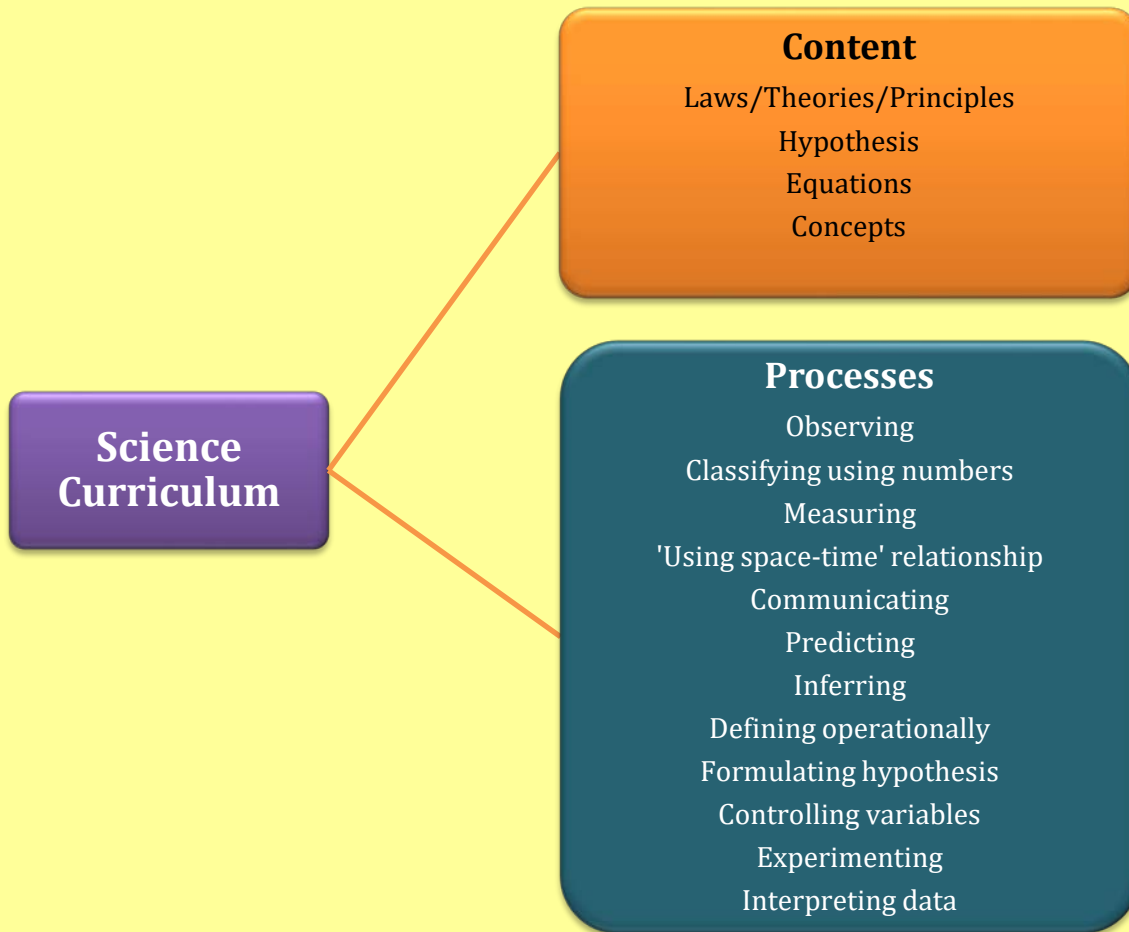 Content
Laws/Theories/Principles
Hypothesis
Equations
Concepts
Science
Curriculum
Processes
Observing
Classifying using numbers
Measuring
'Using space-time' relationship
Communicating
Predicting
Inferring
Defining operationally
Formulating hypothesis
Controlling variables
Experimenting
Interpreting data